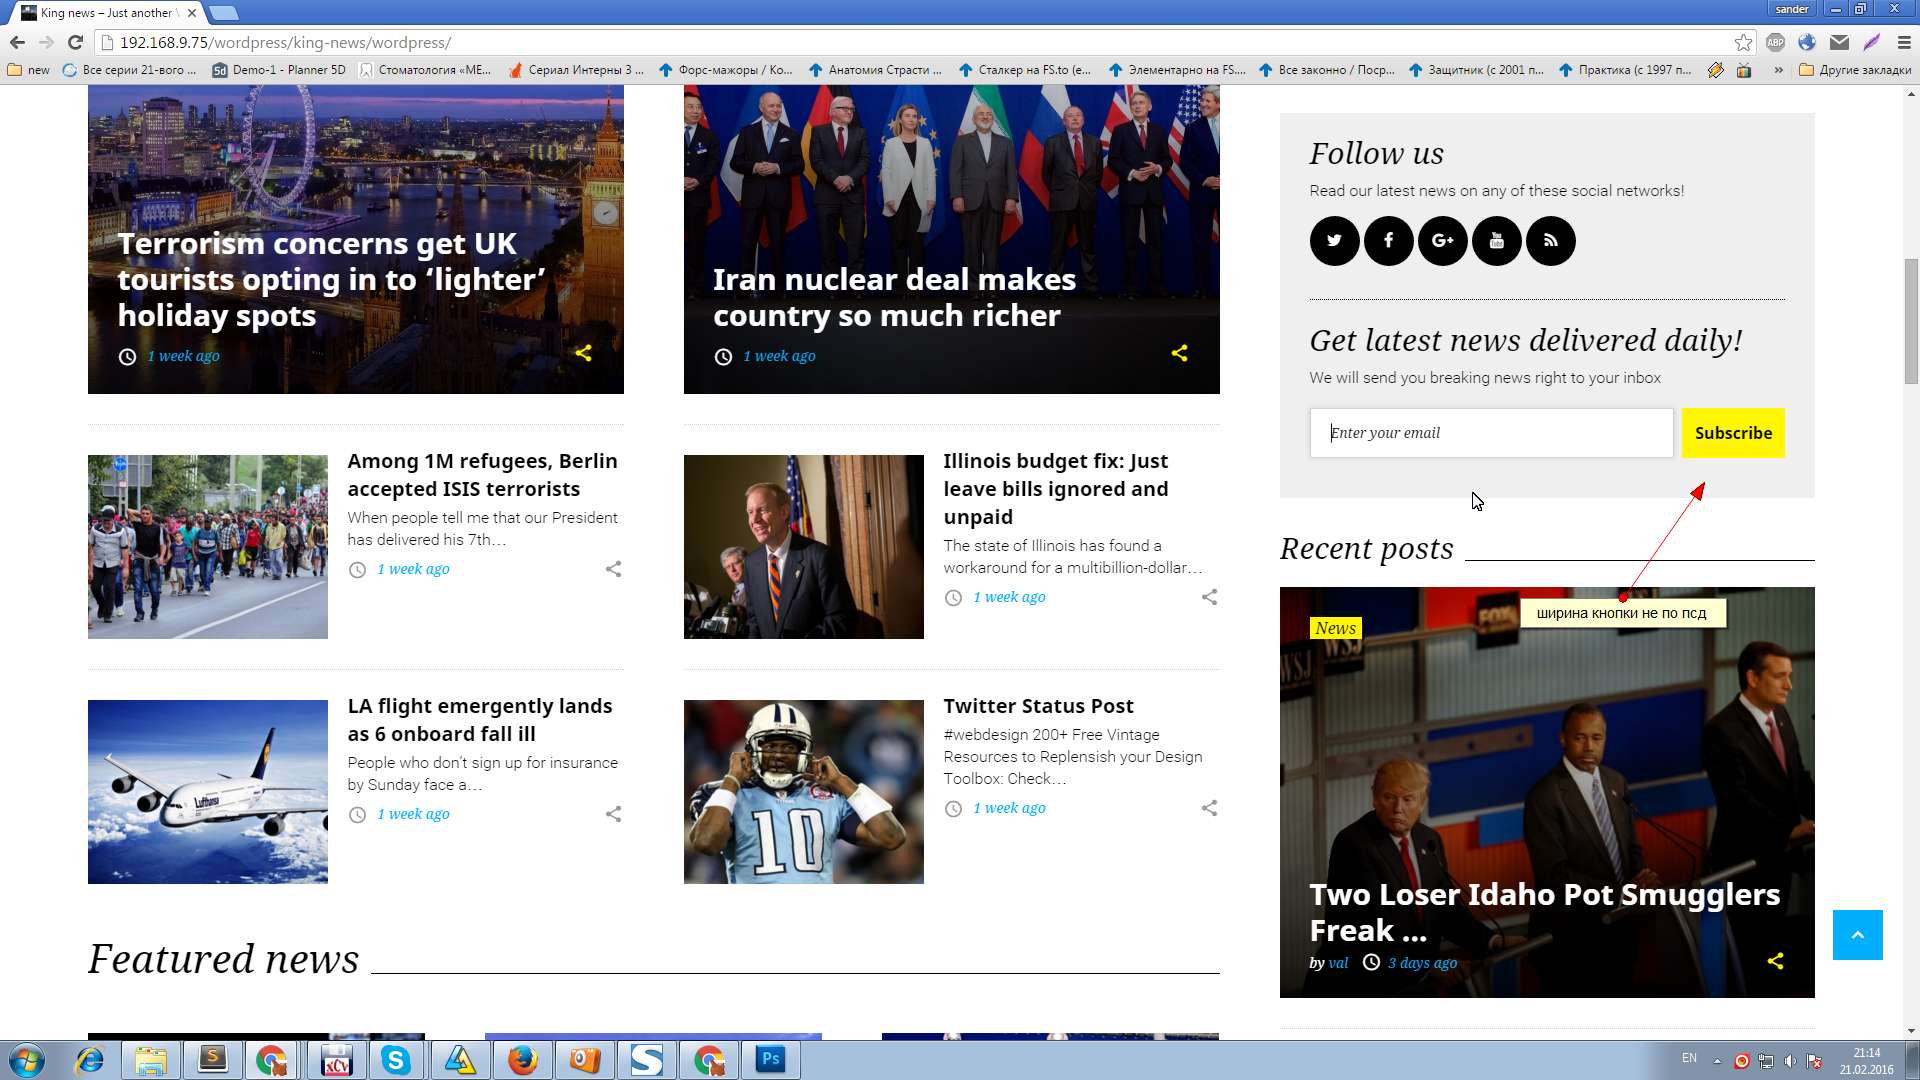 King news – Just another
sander
192.168.9.75/wordpress/king-news/wordpress/
ABP
new
Все серии 21-вого ...
Demo-1 - Planner 5D
Стоматология «МЕ...
Сериал Интерны 3 ...
Форс-мажоры / Ко...
Анатомия Страсти ...
Сталкер на FS.to (е...
Элементарно на FS....
Все законно / Поср...
Защитник (с 2001 п...
Практика (с 1997 п...
»
Другие закладки
Terrorism concerns get UK
tourists opting in to ‘lighter’
holiday spots
1 week ago
Iran nuclear deal makes
country so much richer
1 week ago
Among 1M refugees, Berlin
accepted ISIS terrorists
When people tell me that our President
has delivered his 7th…
1 week ago
Illinois budget fix: Just
leave bills ignored and
unpaid
The state of Illinois has found a
workaround for a multibillion-dollar…
1 week ago
LA flight emergently lands
as 6 onboard fall ill
People who don’t sign up for insurance
by Sunday face a…
1 week ago
Lufthansa
Twitter Status Post
#webdesign 200+ Free Vintage
Resources to Replensish your Design
Toolbox: Check…
1 week ago
10
Featured news
Follow us
Read our latest news on any of these social networks!
You
Tube
Get latest news delivered daily!
We will send you breaking news right to your inbox
Enter your email
Subscribe
Recent posts
ширина кнопки не по псд
News
FOX
WSJ
WSJ
Two Loser Idaho Pot Smugglers
Freak ...
by val
3 days ago
xCv
Ps
EN
21:14
21.02.2016